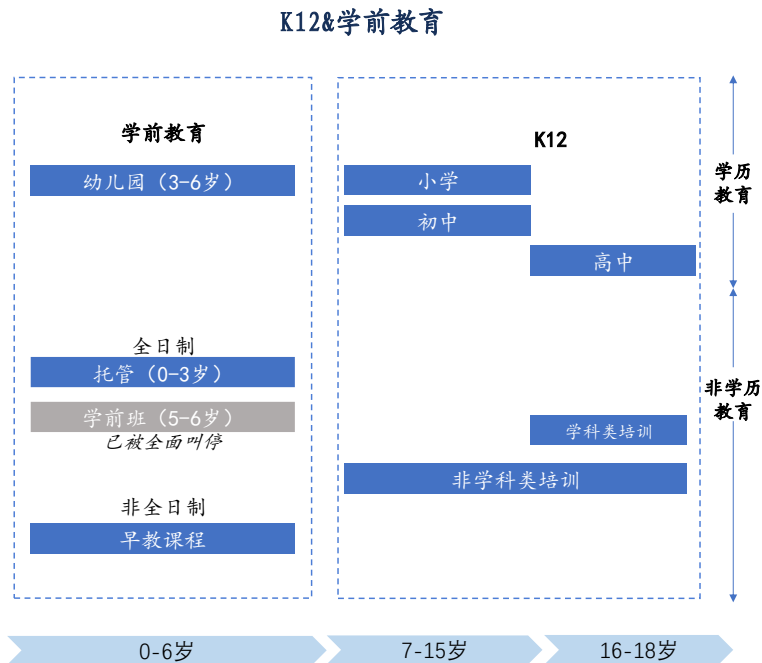 K12&学前教育
学前教育
幼儿园（3-6岁）
全日制
托管（0-3岁）
学前班（5-6岁）
已被全面叫停
非全日制
早教课程
K12
小学
初中
高中
学科类培训
非学科类培训
学历
教育
非学历
教育
0-6岁
7-15岁
16-18岁